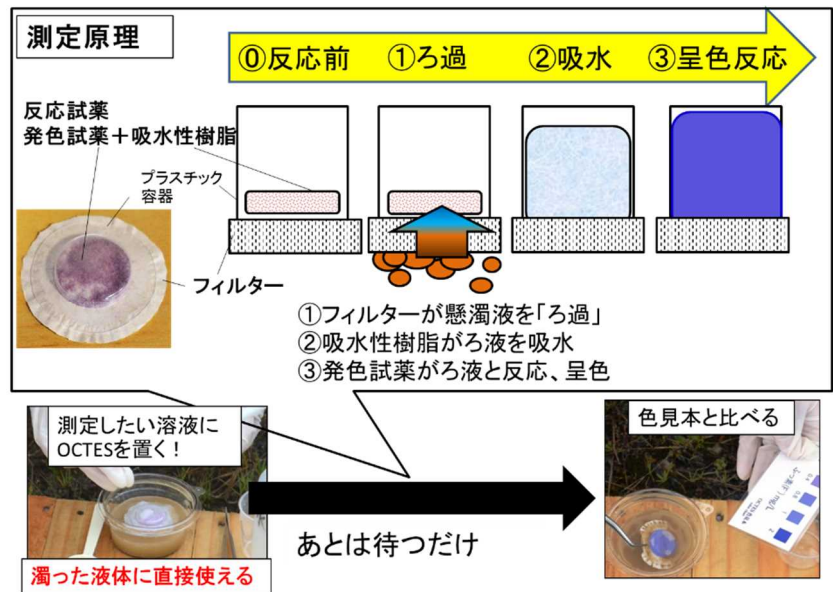 測定原理
⓪反応前
①ろ過
②吸水
③呈色反応
反応試薬
発色試薬＋吸水性樹脂
プラスチック
容器
フィルター
①フィルターが懸濁液を「ろ過」
②吸水性樹脂がろ液を吸水
③発色試薬がろ液と反応、呈色
測定したい溶液に
OCTESを置く！
濁った液体に直接使える
あとは待つだけ
色見本と比べる